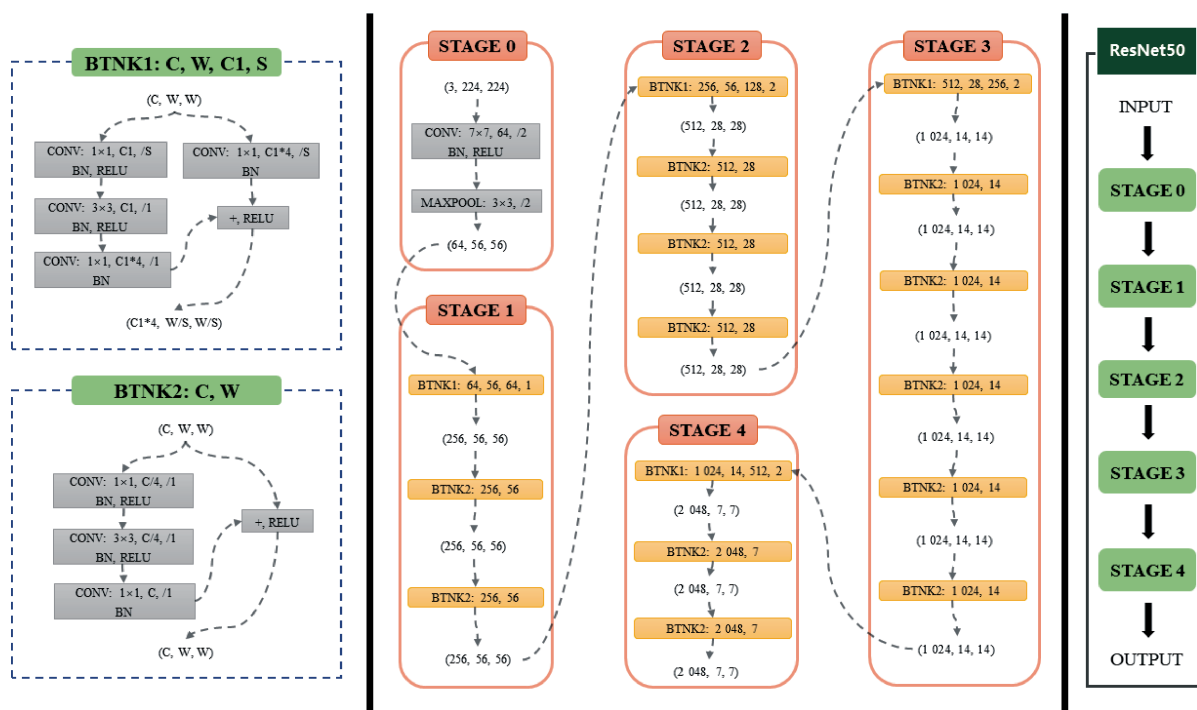 BTNK1: C, W, C1, S
(C, W, W)
CONV: 1×1, C1, /S
BN, RELU
CONV: 1×1, C1*4, /S
BN
CONV: 3×3, C1, /1
BN, RELU
+, RELU
CONV: 1×1, C1*4, /1
BN
(C1*4, W/S, W/S)
BTNK2: C, W
(C, W, W)
CONV: 1×1, C/4, /1
BN, RELU
CONV: 3×3, C/4, /1
BN, RELU
+, RELU
CONV: 1×1, C, /1
BN
(C, W, W)
STAGE 0
(3, 224, 224)
CONV: 7×7, 64, /2
BN, RELU
MAXPOOL: 3×3, /2
(64, 56, 56)
STAGE 1
BTNK1: 64, 56, 64, 1
(256, 56, 56)
BTNK2: 256, 56
(256, 56, 56)
BTNK2: 256, 56
(256, 56, 56)
STAGE 2
BTNK1: 256, 56, 128, 2
(512, 28, 28)
BTNK2: 512, 28
(512, 28, 28)
BTNK2: 512, 28
(512, 28, 28)
BTNK2: 512, 28
(512, 28, 28)
STAGE 3
BTNK1: 512, 28, 256, 2
(1 024, 14, 14)
BTNK2: 1 024, 14
(1 024, 14, 14)
BTNK2: 1 024, 14
(1 024, 14, 14)
BTNK2: 1 024, 14
(1 024, 14, 14)
BTNK2: 1 024, 14
(1 024, 14, 14)
BTNK2: 1 024, 14
(1 024, 14, 14)
STAGE 4
BTNK1: 1 024, 14, 512, 2
(2 048, 7, 7)
BTNK2: 2 048, 7
(2 048, 7, 7)
BTNK2: 2 048, 7
(2 048, 7, 7)
ResNet50
INPUT
STAGE 0
STAGE 1
STAGE 2
STAGE 3
STAGE 4
OUTPUT